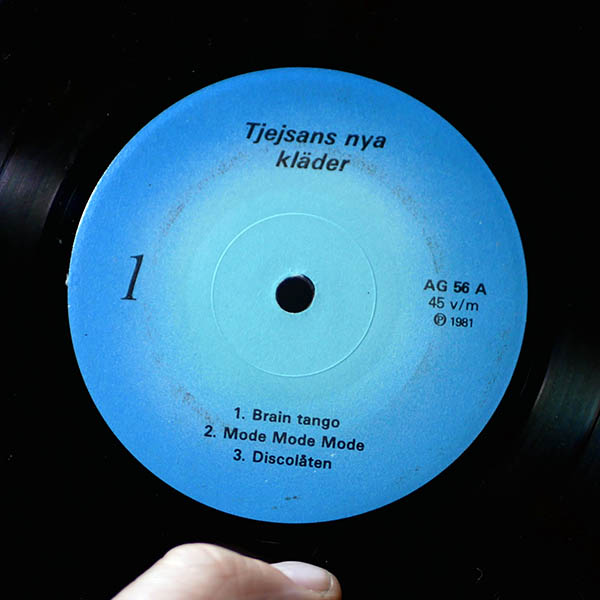 Tjejsans nya
kläder
1
AG 56 A
45 v/m
℗ 1981
1. Brain tango
2. Mode Mode Mode
3. Discolåten